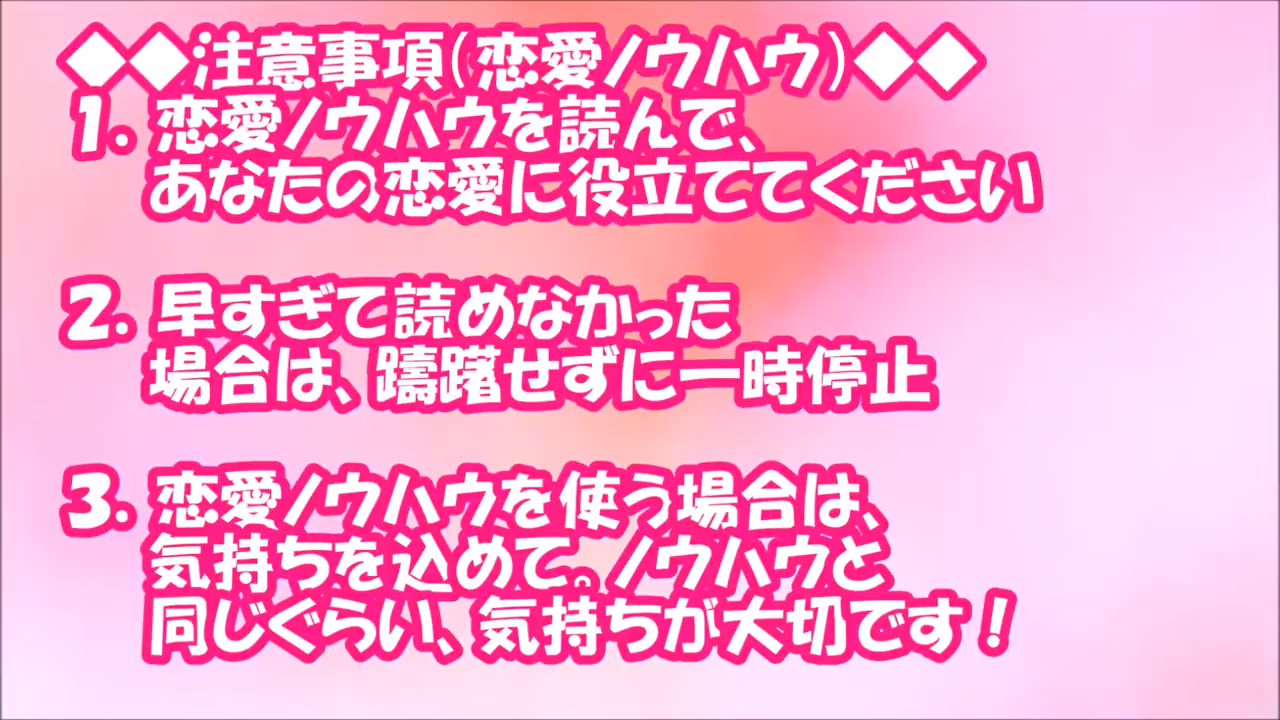 ◆◆注意事項(恋愛ノウハウ)◆◆
1. 恋愛ノウハウを読んで、
あなたの恋愛に役立ててください
2. 早すぎて読めなかった
場合は、躊躇せずに一時停止
3. 恋愛ノウハウを使う場合は、
気持ちを込めて。ノウハウと
同じぐらい、気持ちが大切です！